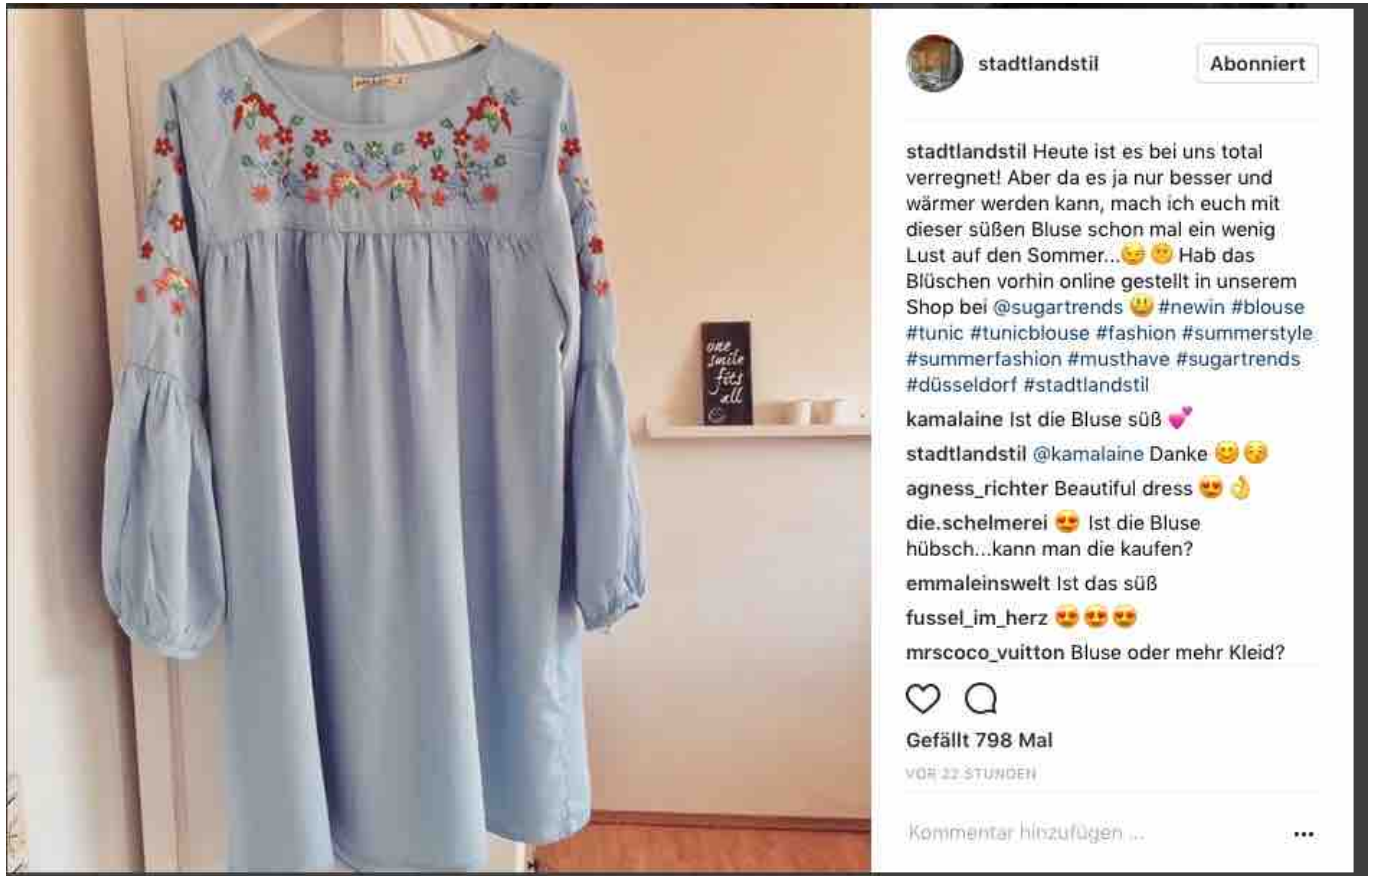 one
smile
fits
all
stadtlandstil
Abonniert
stadtlandstil Heute ist es bei uns total
verregnet! Aber da es ja nur besser und
wärmer werden kann, mach ich euch mit
dieser süßen Bluse schon mal ein wenig
Lust auf den Sommer...😉😶 Hab das
Blüschen vorhin online gestellt in unserem
Shop bei @sugartrends 😃 #newin #blouse
#tunic #tunicblouse #fashion #summerstyle
#summerfashion #musthave #sugartrends
#düsseldorf #stadtlandstil
kamalaine Ist die Bluse süß 💕
stadtlandstil @kamalaine Danke 😊😚
agness_richter Beautiful dress 😍👌
die.schelmerei 😍 Ist die Bluse
hübsch...kann man die kaufen?
emmaleinswelt Ist das süß
fussel_im_herz 😍😍😍
mrscoco_vuitton Bluse oder mehr Kleid?
Gefällt 798 Mal
VOR 22 STUNDEN
Kommentar hinzufügen ...